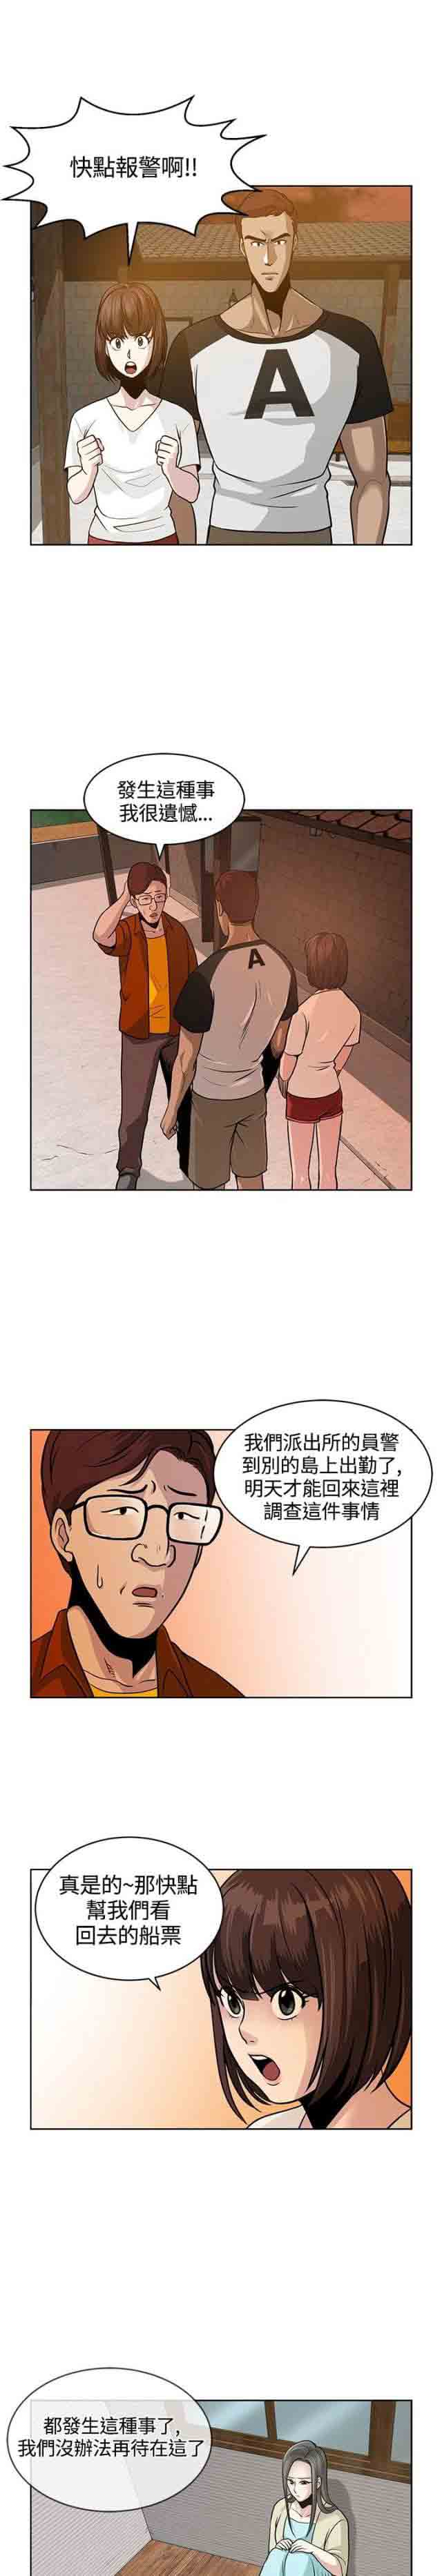 快點報警啊!!
A
發生這種事
我很遺憾...
A
我們派出所的員警
到別的島上出勤了,
明天才能回來這裡
調查這件事情
真是的~那快點
幫我們看
回去的船票
都發生這種事了,
我們沒辦法再待在這了